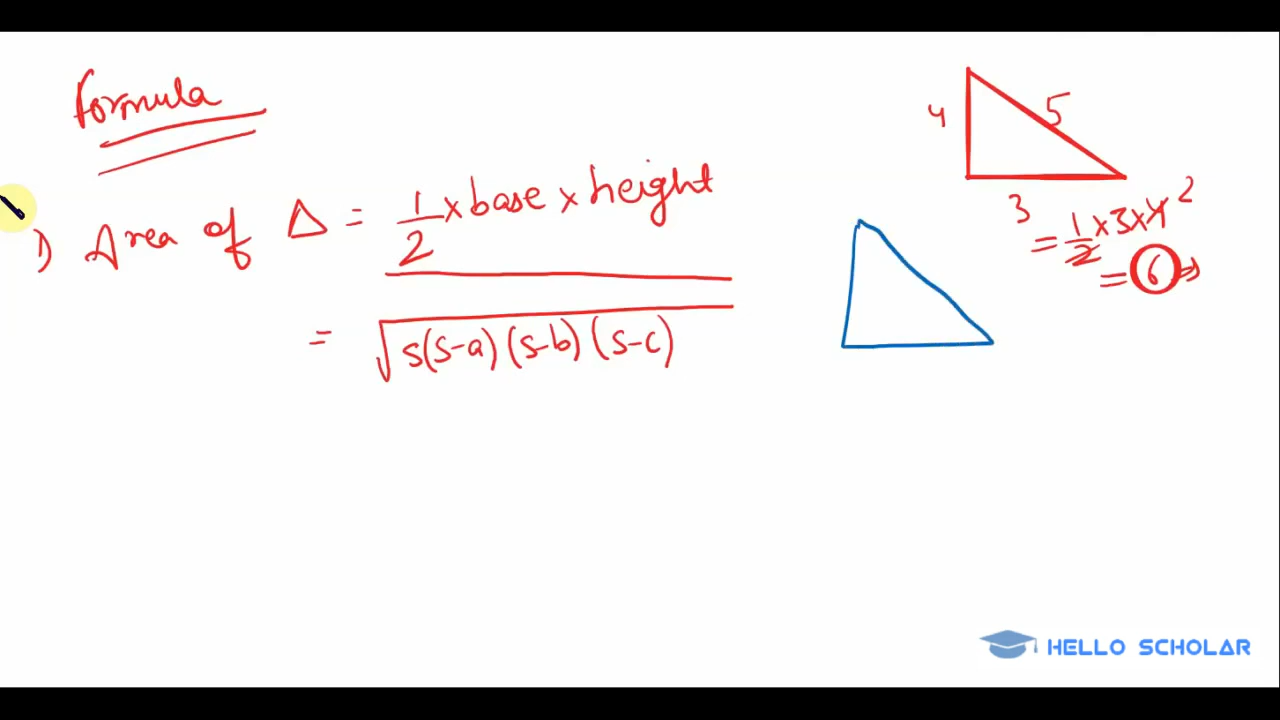 Formula
1) Area of Δ = 1/2 × base × height
= √s(s-a)(s-b)(s-c)
4
5
3
= 1/2 × 3 × 4 2
= 6
HELLO SCHOLAR